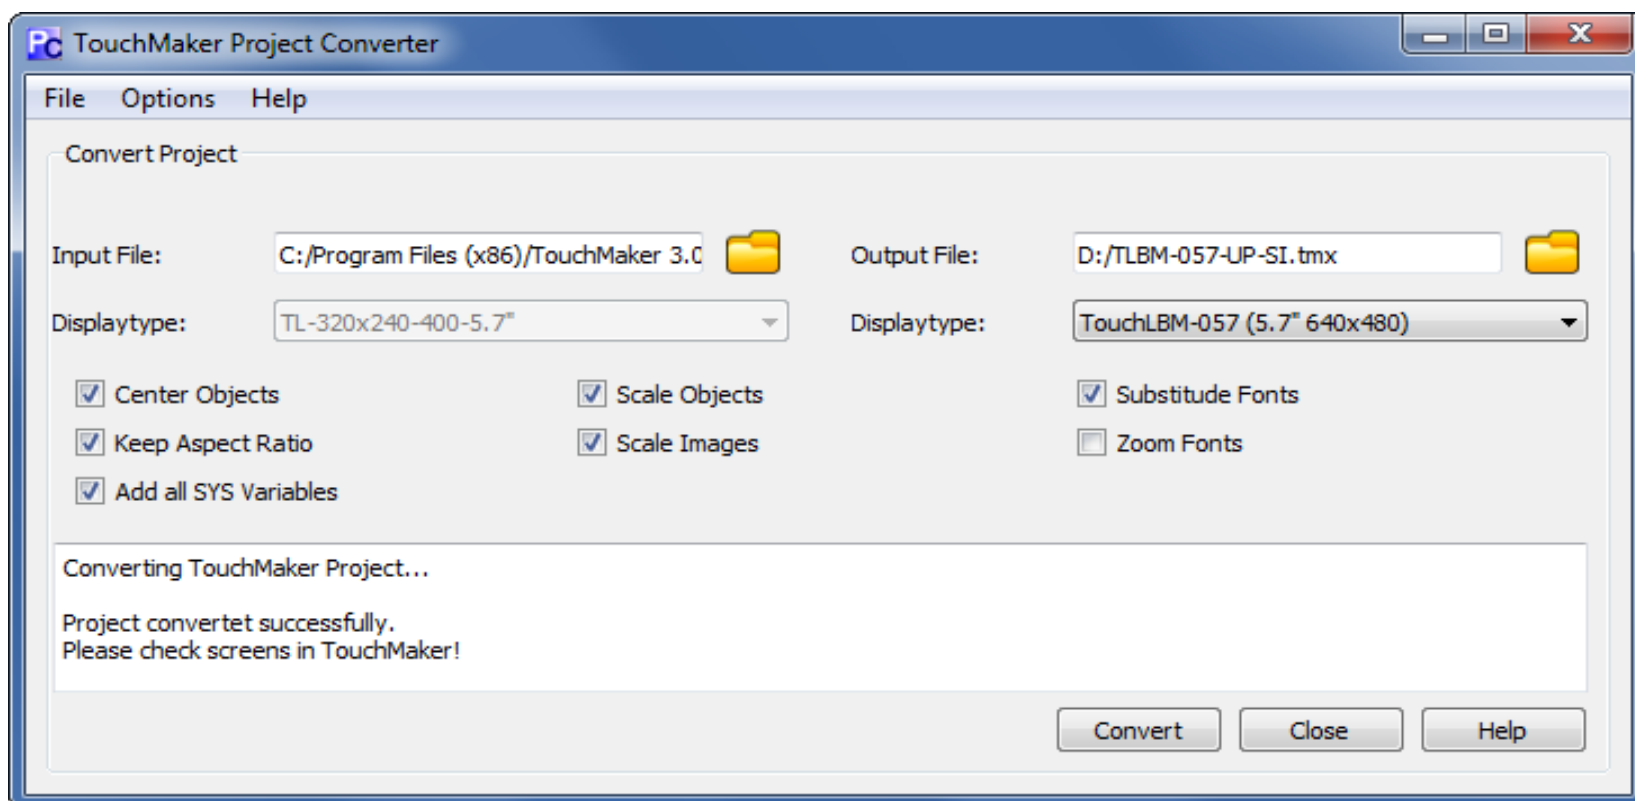 Pc TouchMaker Project Converter
File Options Help
Convert Project
Input File: C:/Program Files (x86)/TouchMaker 3.0 Output File: D:/TLBM-057-UP-SI.tmx
Displaytype: TL-320x240-400-5.7" Displaytype: TouchLBM-057 (5.7" 640x480)
Center Objects Scale Objects Substitude Fonts
Keep Aspect Ratio Scale Images Zoom Fonts
Add all SYS Variables
Converting TouchMaker Project...
Project convertet successfully.
Please check screens in TouchMaker!
Convert Close Help